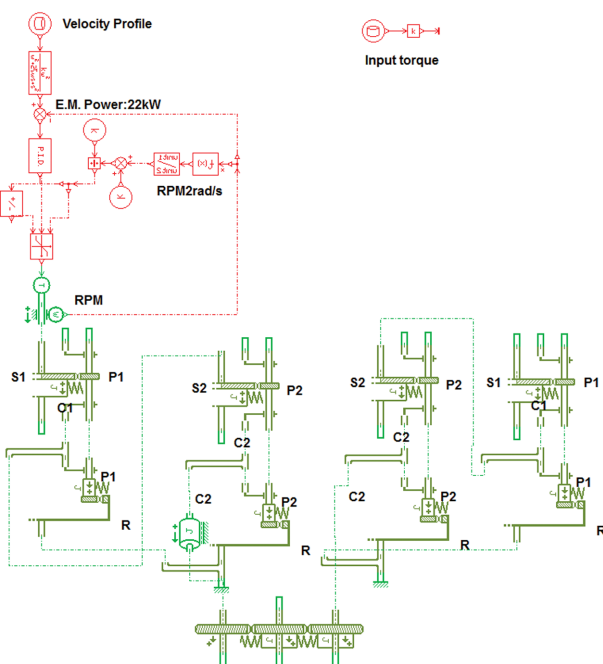 Velocity Profile
k
Input torque
E.M. Power:22kW
k
P.I.D.
f(x)
RPM2rad/s
k
+/-
T
W
RPM
S1
P1
S2
P2
S2
P2
S1
P1
C1
C1
C2
C2
P1
P2
P2
P1
C2
C2
R
R
R
R